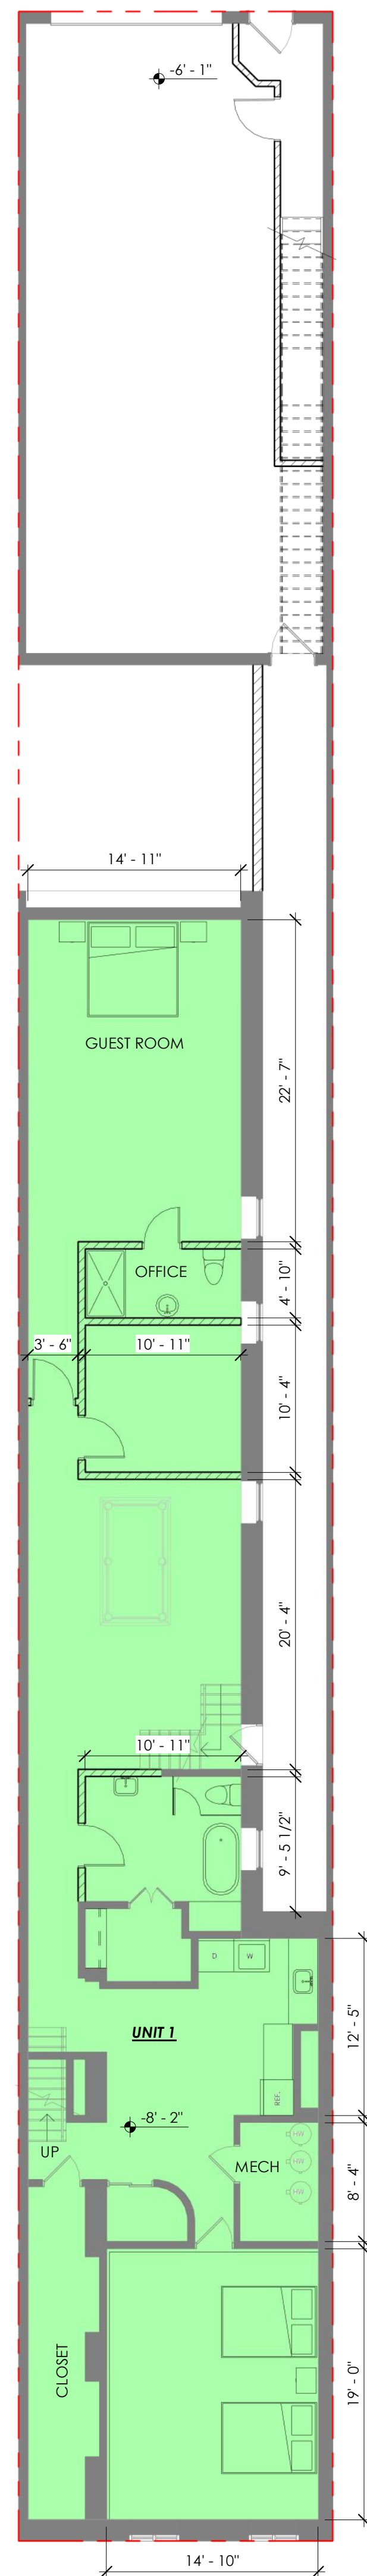 -6' - 1"
14' - 11"
GUEST ROOM
22' - 7"
OFFICE
4' - 10"
3' - 6"
10' - 11"
10' - 4"
20' - 4"
10' - 11"
9' - 5 1/2"
D
W
12' - 5"
UNIT 1
REF.
-8' - 2"
HW
UP
MECH
HW
8' - 4"
HW
CLOSET
19' - 0"
14' - 10"